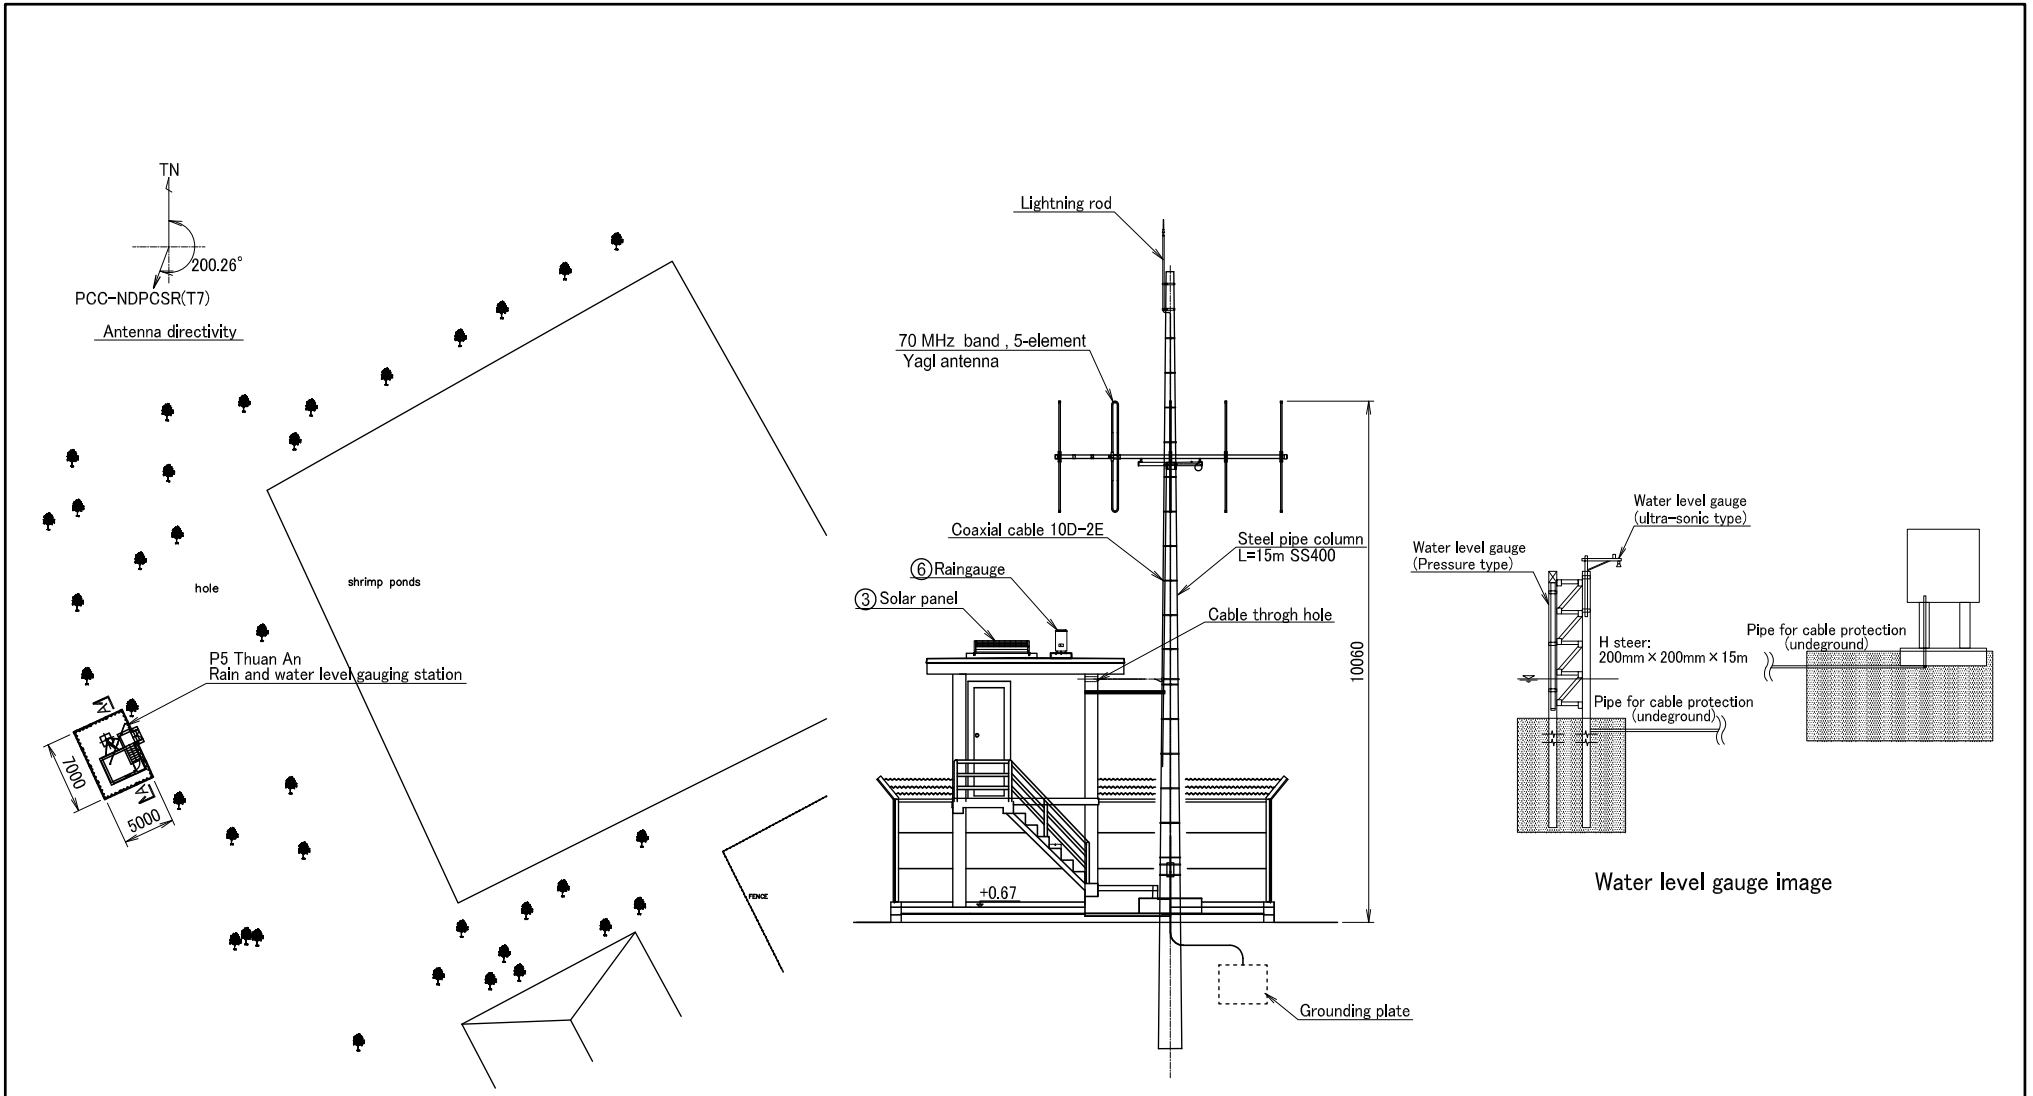 TN
200.26°
PCC-NDPCSR(T7)
Antenna directivity
hole
shrimp ponds
P5 Thuan An
Rain and water level gauging station
A
A
7000
5000
FENCE
Lightning rod
70 MHz band , 5-element
Yagl antenna
Coaxial cable 10D-2E
Steel pipe column
L=15m SS400
⑥ Raingauge
③ Solar panel
Cable throgh hole
10060
+0.67
Grounding plate
Water level gauge
(ultra-sonic type)
Water level gauge
(Pressure type)
H steer:
200mm×200mm×15m
Pipe for cable protection
(undeground)
Pipe for cable protection
(undeground)
Water level gauge image